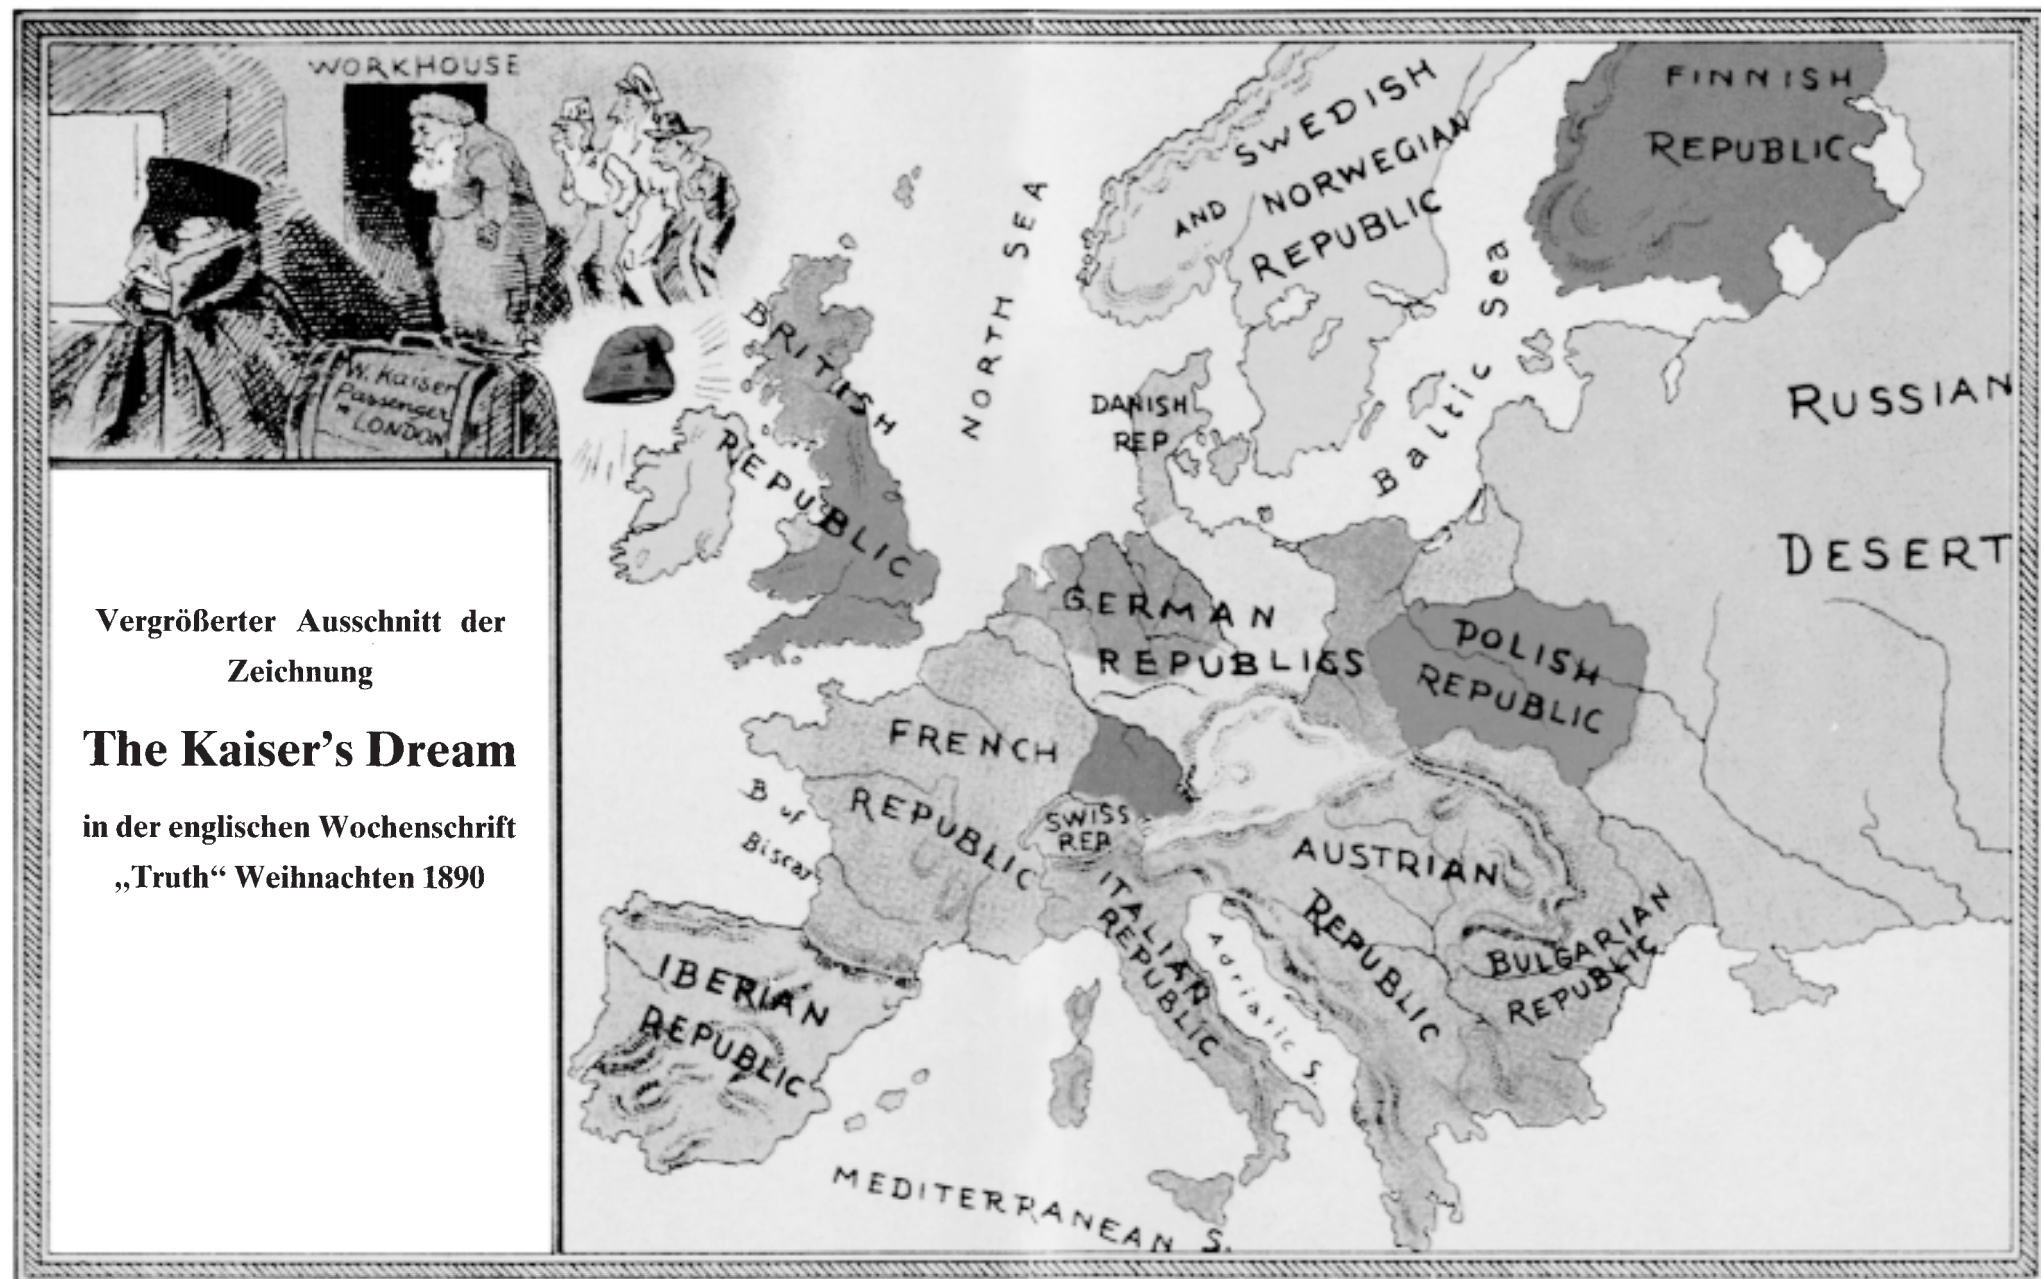 WORKHOUSE
W. Kaiser
Passenger
LONDON
Vergrößerter Ausschnitt der
Zeichnung
The Kaiser’s Dream
in der englischen Wochenschrift
„Truth“ Weihnachten 1890
NORTH SEA
SWEDISH
AND NORWEGIAN
REPUBLIC
FINNISH
REPUBLIC
Baltic Sea
RUSSIAN
DESERT
BRITISH
REPUBLIC
DANISH
REP.
GERMAN
REPUBLIGS
POLISH
REPUBLIC
FRENCH
REPUBLIC
B of
Biscay
SWISS
REP.
AUSTRIAN
REPUBLIC
ITALIAN
REPUBLIC
BULGARIAN
REPUBLIC
Adriatic S.
IBERIAN
REPUBLIC
MEDITERRANEAN S.